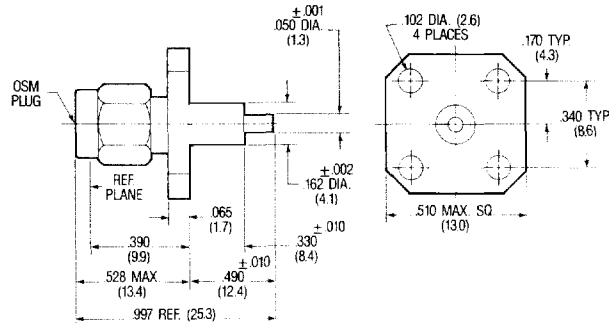 ±.001
.050 DIA.
(1.3)
.102 DIA. (2.6)
4 PLACES
.170 TYP.
(4.3)
OSM
PLUG
.340 TYP.
(8.6)
REF.
PLANE
±.002
.162 DIA.
(4.1)
.065
(1.7)
±.010
.330
(8.4)
.510 MAX. SQ.
(13.0)
.390
(9.9)
.528 MAX
(13.4)
±.010
.490
(12.4)
.997 REF. (25.3)